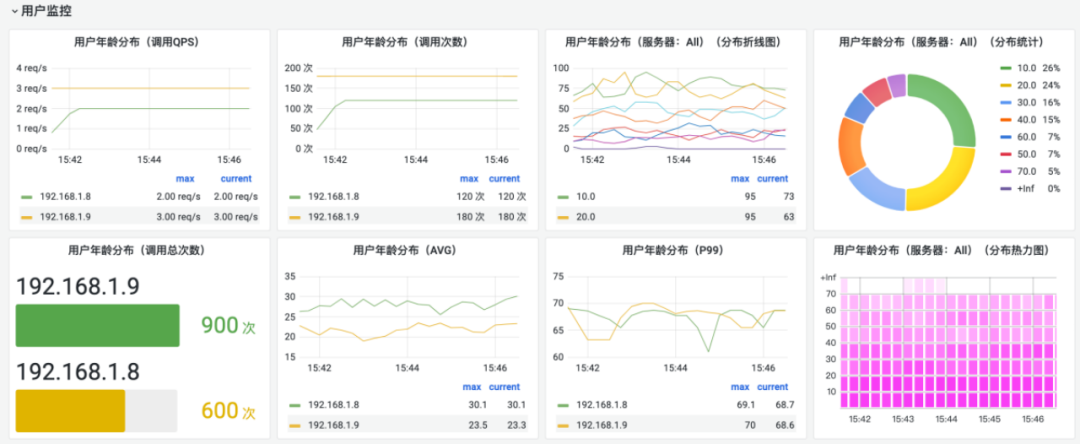 用户监控
用户年龄分布（调用QPS）
4 req/s
3 req/s
2 req/s
1 req/s
0 req/s
15:42 15:44 15:46
max current
192.168.1.8 2.00 req/s 2.00 req/s
192.168.1.9 3.00 req/s 3.00 req/s
用户年龄分布（调用次数）
200 次
150 次
100 次
50 次
0 次
15:42 15:44 15:46
max current
192.168.1.8 120 次 120 次
192.168.1.9 180 次 180 次
用户年龄分布（服务器：All）（分布折线图）
100
75
50
25
0
15:42 15:44 15:46
max current
10.0 95 73
20.0 95 63
用户年龄分布（服务器：All）（分布统计）
10.0 26%
20.0 24%
30.0 16%
40.0 15%
60.0 7%
50.0 7%
70.0 5%
+Inf 0%
用户年龄分布（调用总次数）
192.168.1.9
900 次
192.168.1.8
600 次
用户年龄分布（AVG）
35
30
25
20
15
15:42 15:44 15:46
max current
192.168.1.8 30.1 30.1
192.168.1.9 23.5 23.3
用户年龄分布（P99）
75
70
65
60
15:42 15:44 15:46
max current
192.168.1.8 69.1 68.7
192.168.1.9 70 68.6
用户年龄分布（服务器：All）（分布热力图）
+Inf
70
60
50
40
30
20
10
15:42 15:43 15:44 15:45 15:46